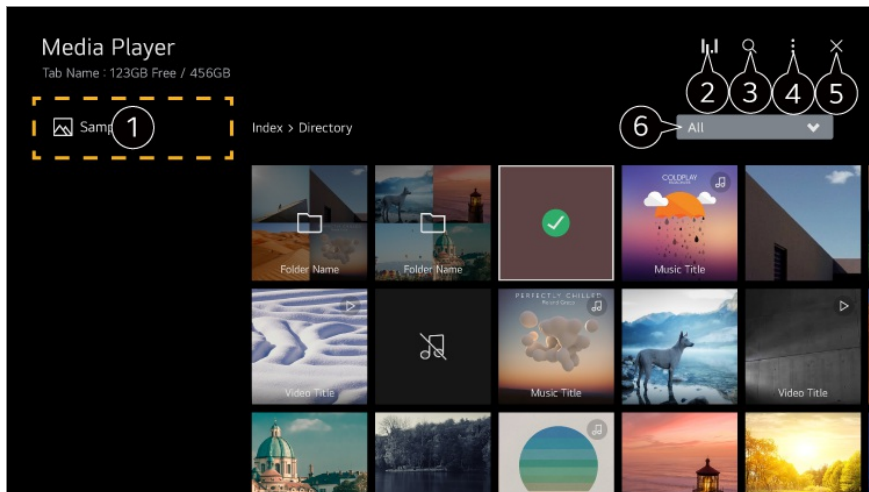 Media Player
Tab Name : 123GB Free / 456GB
2
3
4
5
Samp
1
Index > Directory
6
All
COLDPLAY
Folder Name
Folder Name
Music Title
PERFECTLY CHILLED
Video Title
Music Title
Video Title